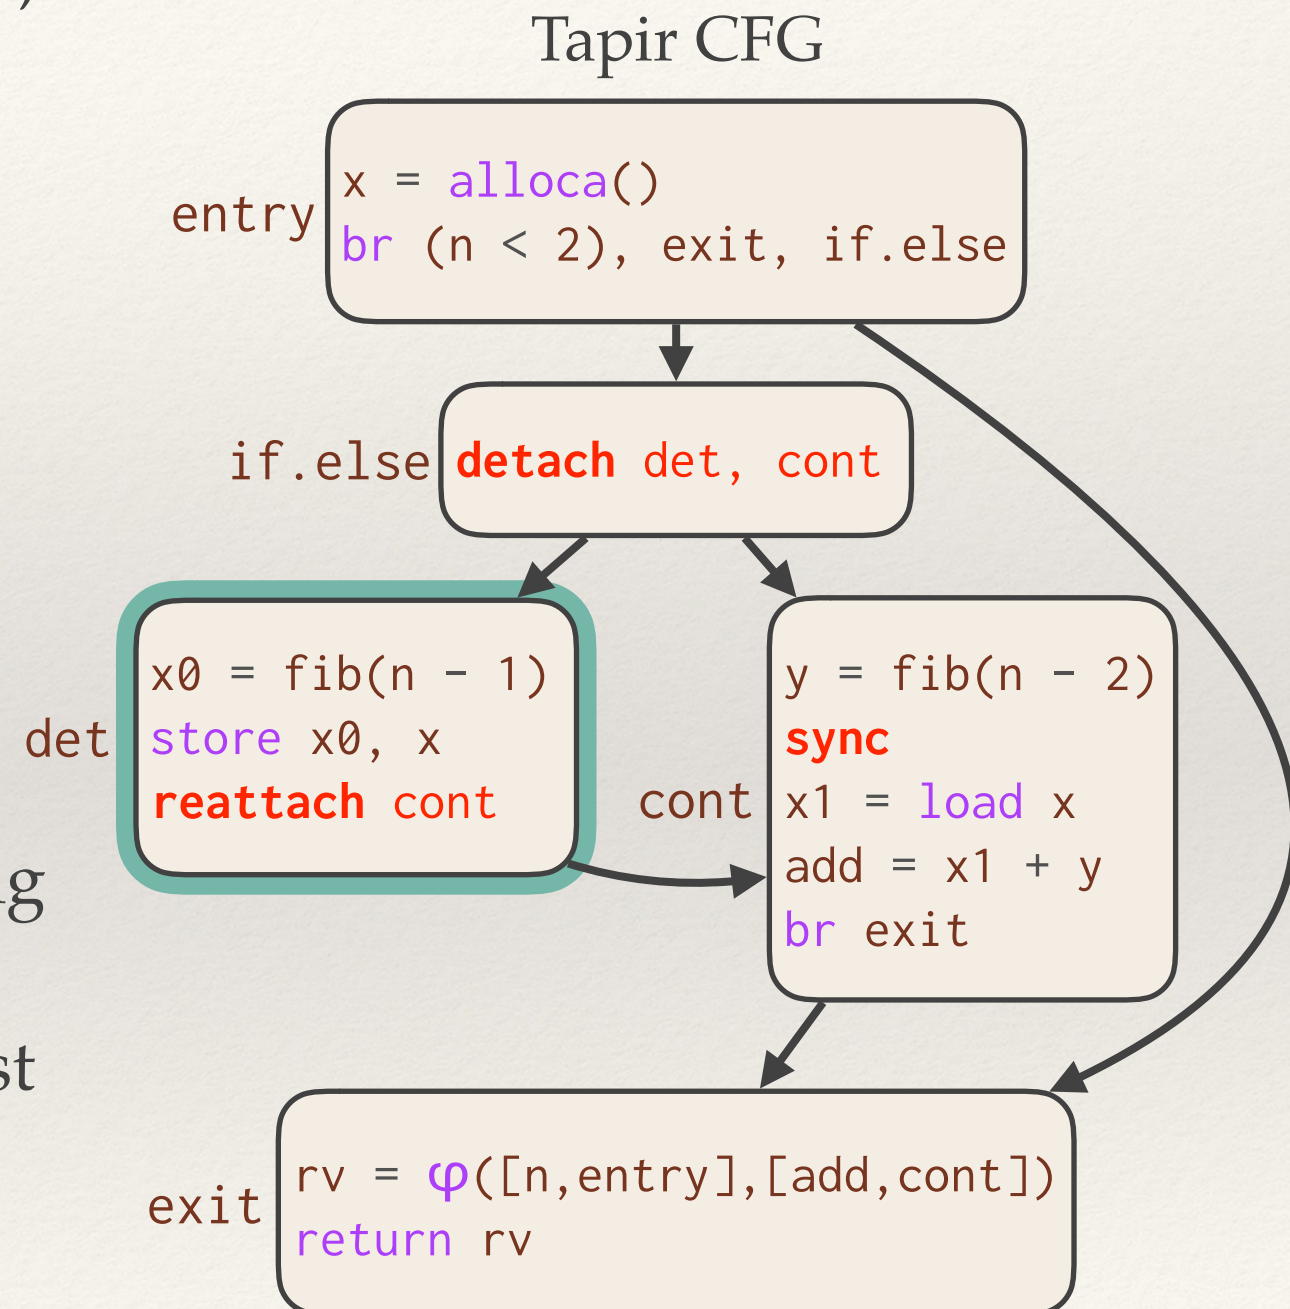 Tapir CFG
entry
x = alloca()
br (n < 2), exit, if.else
if.else
detach det, cont
det
x0 = fib(n - 1)
store x0, x
reattach cont
cont
y = fib(n - 2)
sync
x1 = load x
add = x1 + y
br exit
exit
rv = φ([n,entry],[add,cont])
return rv